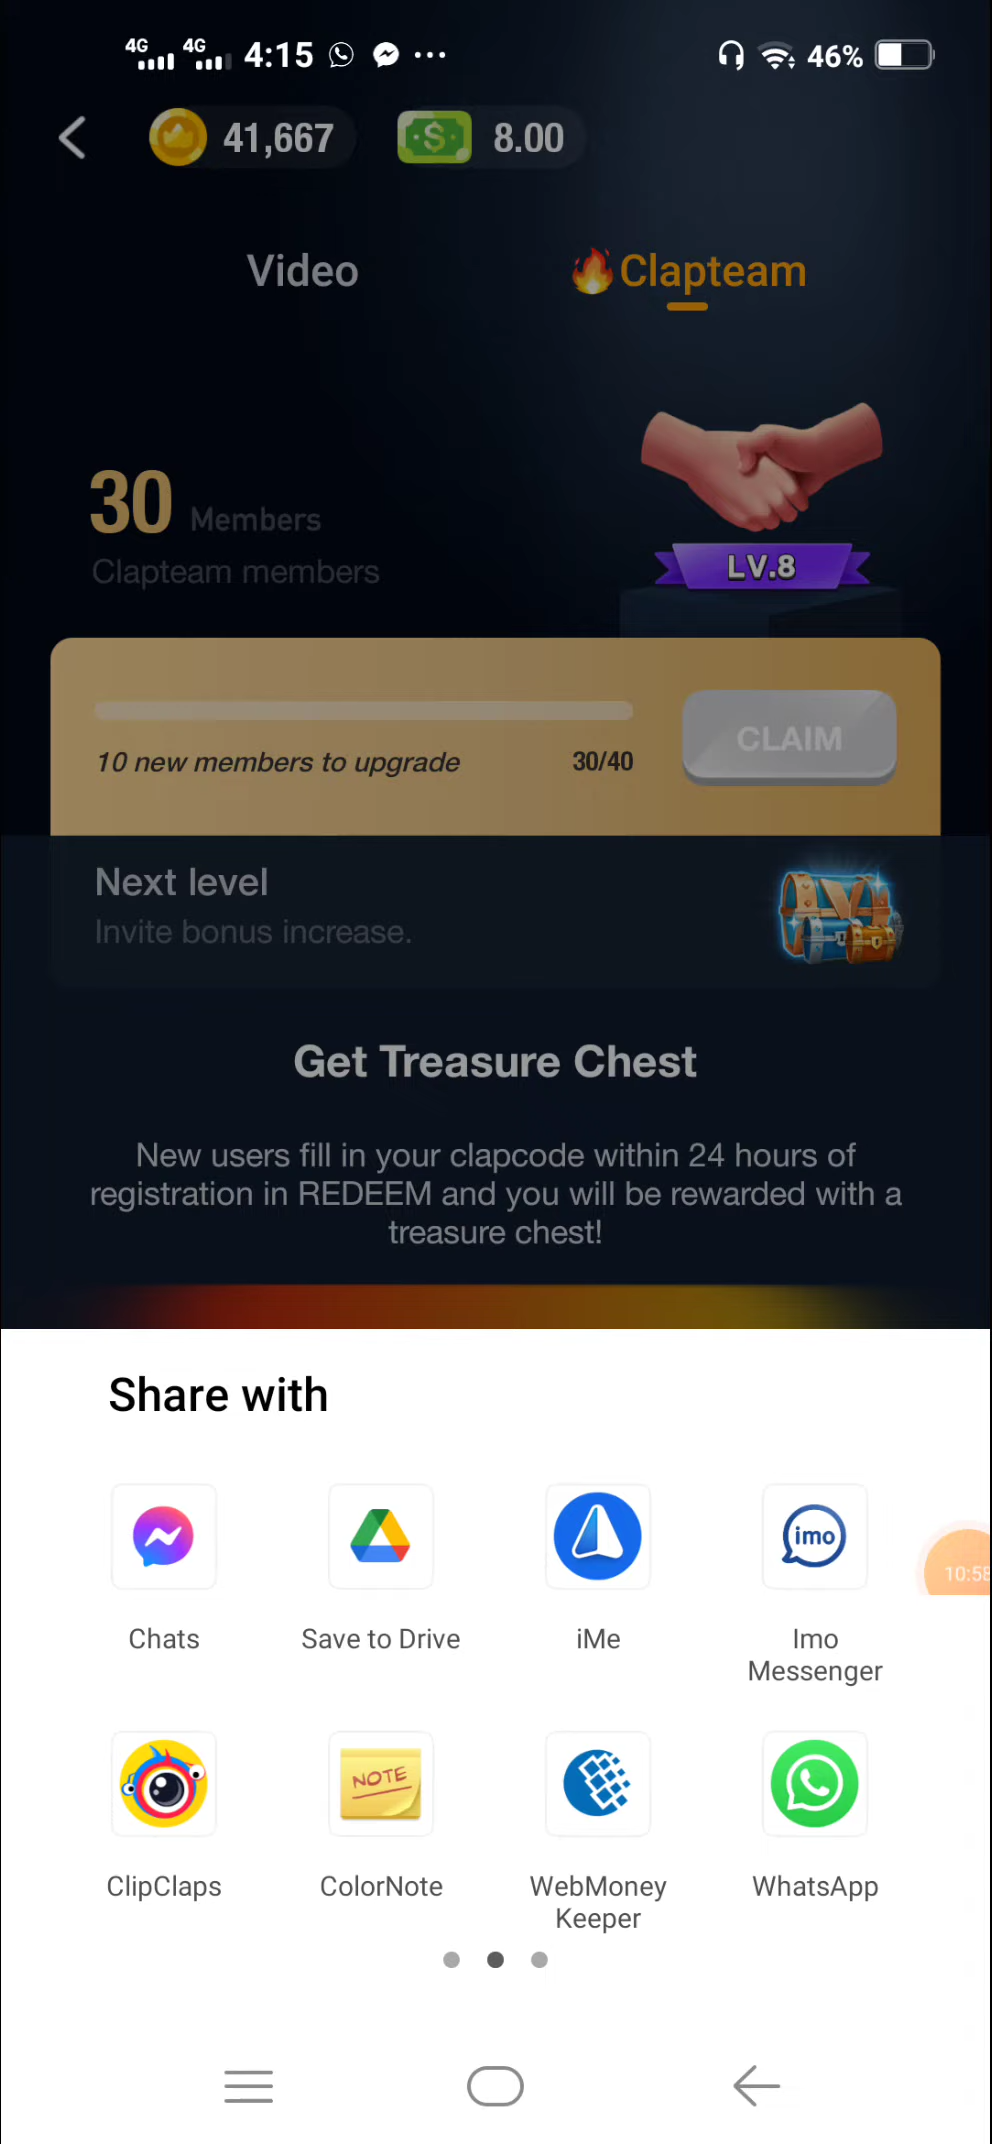 4G 4G 4:15 46%
41,667 8.00
Video Clapteam
30 Members
Clapteam members
LV.8
CLAIM
10 new members to upgrade 30/40
Next level
Invite bonus increase.
Get Treasure Chest
New users fill in your clapcode within 24 hours of
registration in REDEEM and you will be rewarded with a
treasure chest!
Share with
imo
10:58
Chats Save to Drive iMe Imo
Messenger
NOTE
ClipClaps ColorNote WebMoney WhatsApp
Keeper